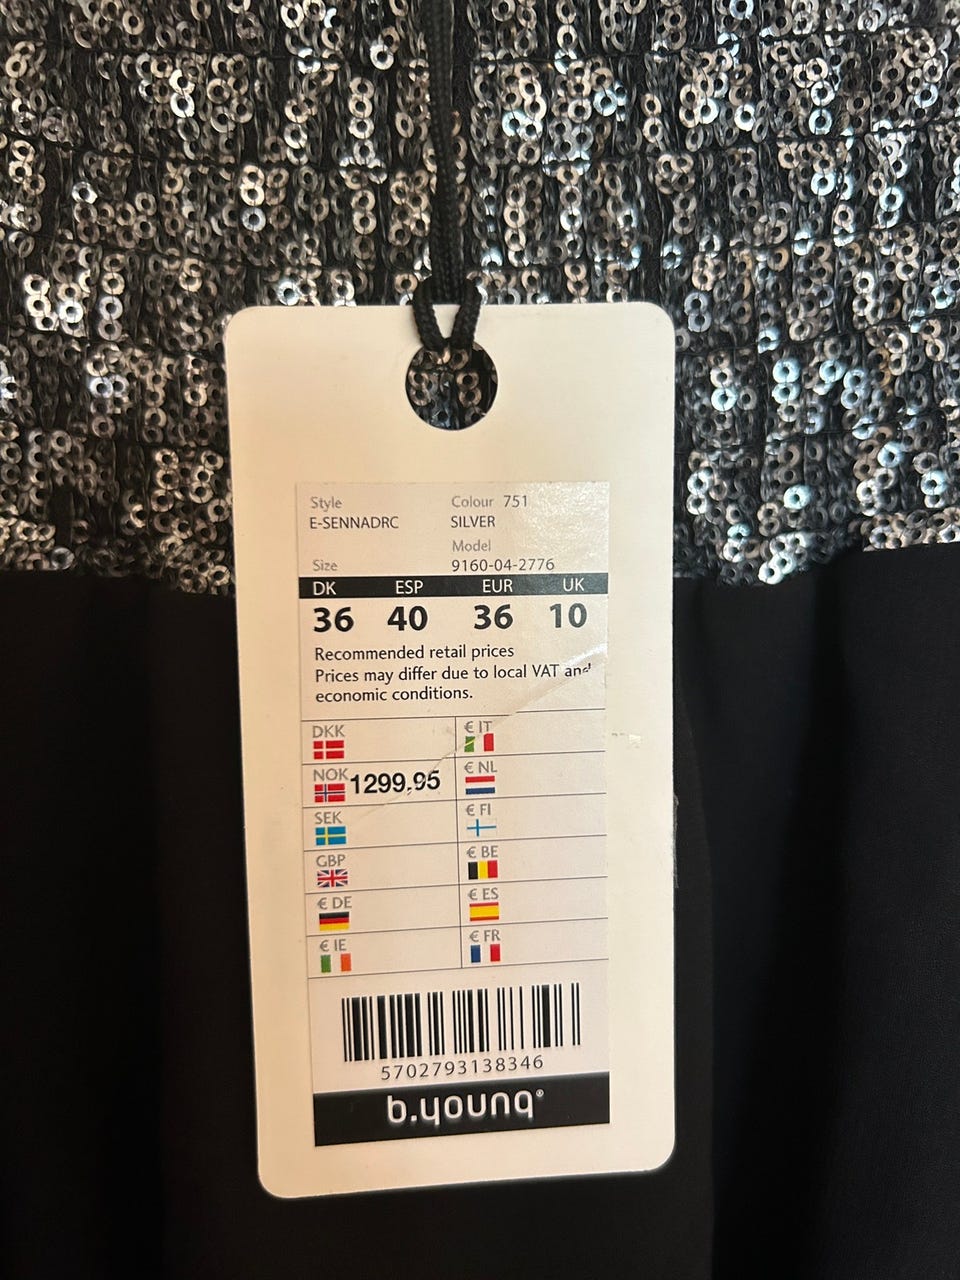 Style Colour 751
E-SENNADRC SILVER
Model
Size 9160-04-2776
DK ESP EUR UK
36 40 36 10
Recommended retail prices
Prices may differ due to local VAT and
economic conditions.
DKK € IT
NOK 1299,95 € NL
SEK € FI
GBP € BE
€ DE € ES
€ IE € FR
5702793138346
b.young®